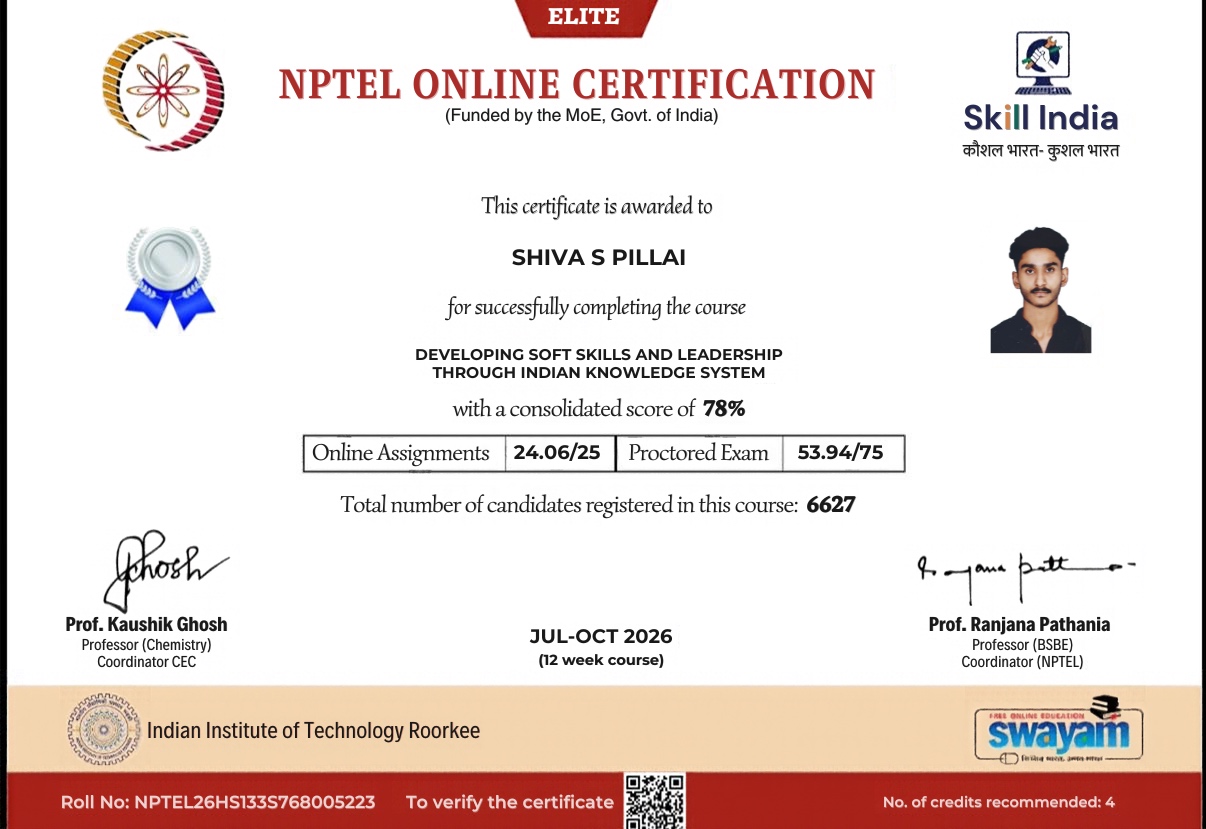 ELITE
NPTEL ONLINE CERTIFICATION
(Funded by the MoE, Govt. of India)
Skill India
कौशल भारत- कुशल भारत
This certificate is awarded to
SHIVA S PILLAI
for successfully completing the course
DEVELOPING SOFT SKILLS AND LEADERSHIP
THROUGH INDIAN KNOWLEDGE SYSTEM
with a consolidated score of 78%
Online Assignments 24.06/25 Proctored Exam 53.94/75
Total number of candidates registered in this course: 6627
Ghosh
Prof. Kaushik Ghosh
Professor (Chemistry)
Coordinator CEC
JUL-OCT 2026
(12 week course)
Prof. Ranjana Pathania
Professor (BSBE)
Coordinator (NPTEL)
Indian Institute of Technology Roorkee
FREE ONLINE EDUCATION
swayam
Roll No: NPTEL26HS133S768005223 To verify the certificate
No. of credits recommended: 4